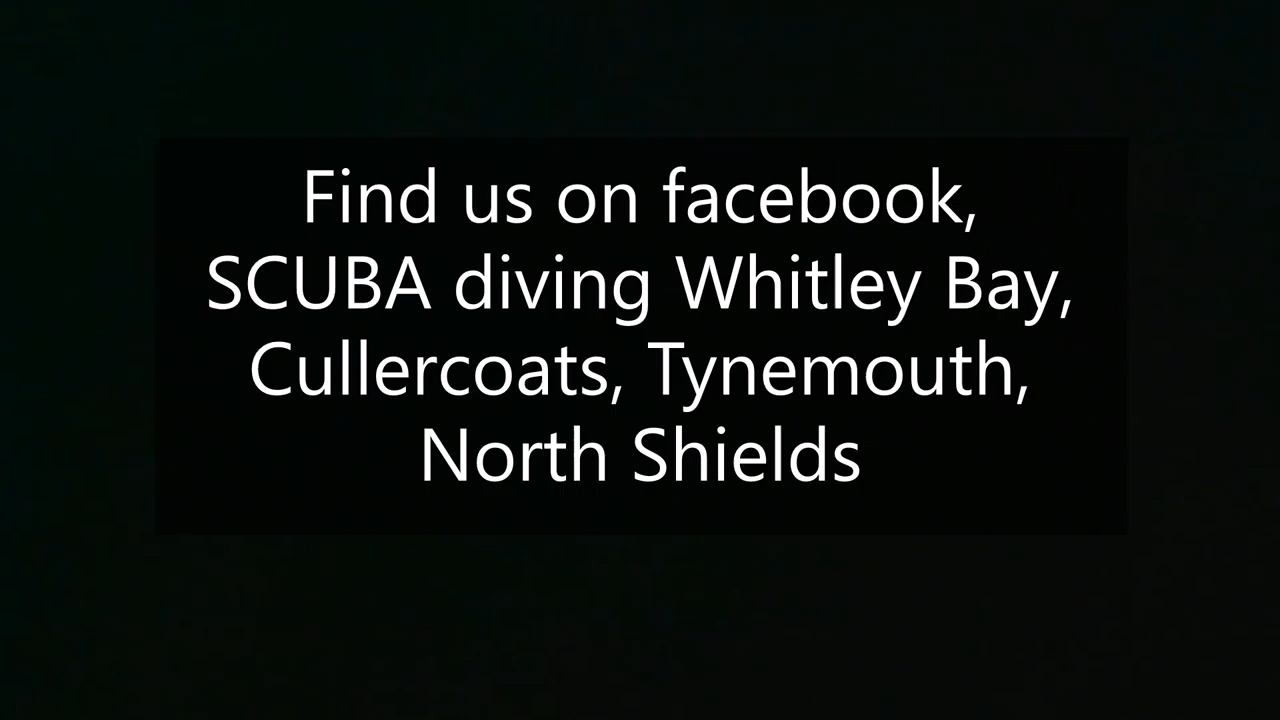 Find us on facebook,
SCUBA diving Whitley Bay,
Cullercoats, Tynemouth,
North Shields